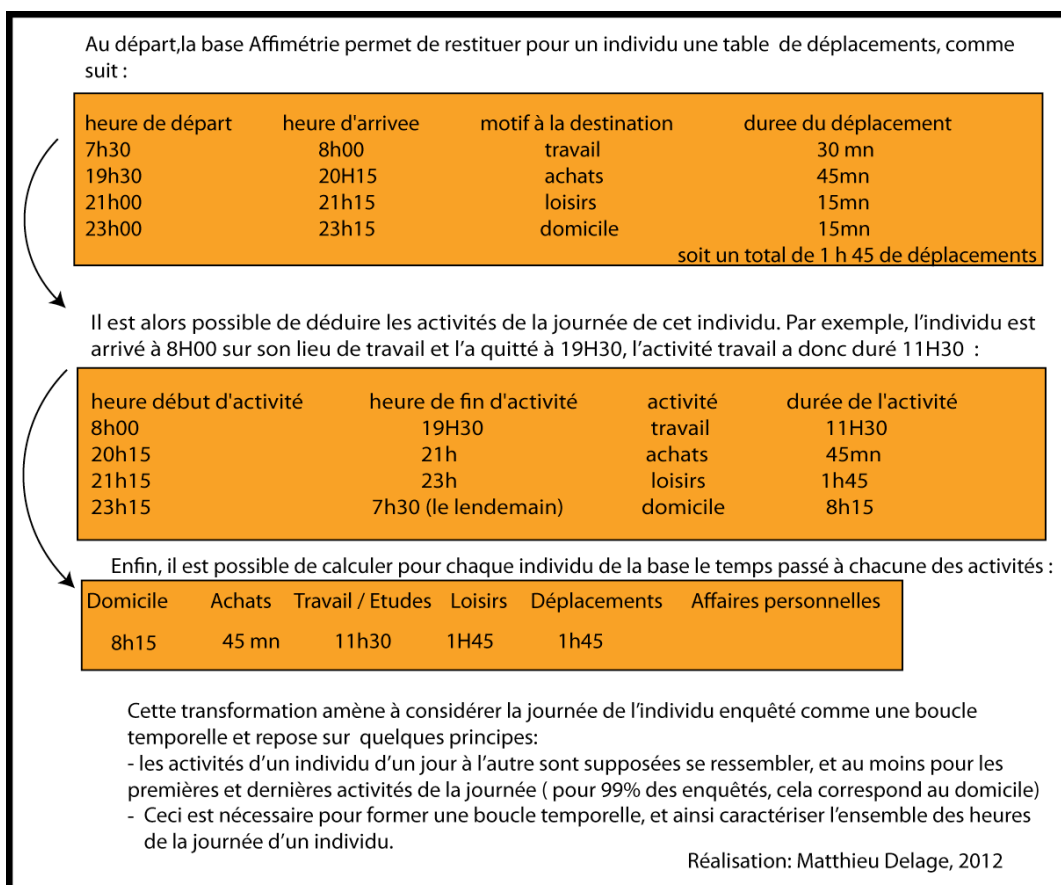 Au départ,la base Affimétrie permet de restituer pour un individu une table de déplacements, comme
suit :
heure de départ heure d'arrivee motif à la destination duree du déplacement
7h30 8h00 travail 30 mn
19h30 20H15 achats 45mn
21h00 21h15 loisirs 15mn
23h00 23h15 domicile 15mn
soit un total de 1 h 45 de déplacements
Il est alors possible de déduire les activités de la journée de cet individu. Par exemple, l'individu est
arrivé à 8H00 sur son lieu de travail et l'a quitté à 19H30, l'activité travail a donc duré 11H30 :
heure début d'activité heure de fin d'activité activité durée de l'activité
8h00 19H30 travail 11H30
20h15 21h achats 45mn
21h15 23h loisirs 1h45
23h15 7h30 (le lendemain) domicile 8h15
Enfin, il est possible de calculer pour chaque individu de la base le temps passé à chacune des activités :
Domicile Achats Travail / Etudes Loisirs Déplacements Affaires personnelles
8h15 45 mn 11h30 1H45 1h45
Cette transformation amène à considérer la journée de l'individu enquêté comme une boucle
temporelle et repose sur quelques principes:
- les activités d'un individu d'un jour à l'autre sont supposées se ressembler, et au moins pour les
premières et dernières activités de la journée ( pour 99% des enquêtés, cela correspond au domicile)
- Ceci est nécessaire pour former une boucle temporelle, et ainsi caractériser l'ensemble des heures
de la journée d'un individu.
Réalisation: Matthieu Delage, 2012